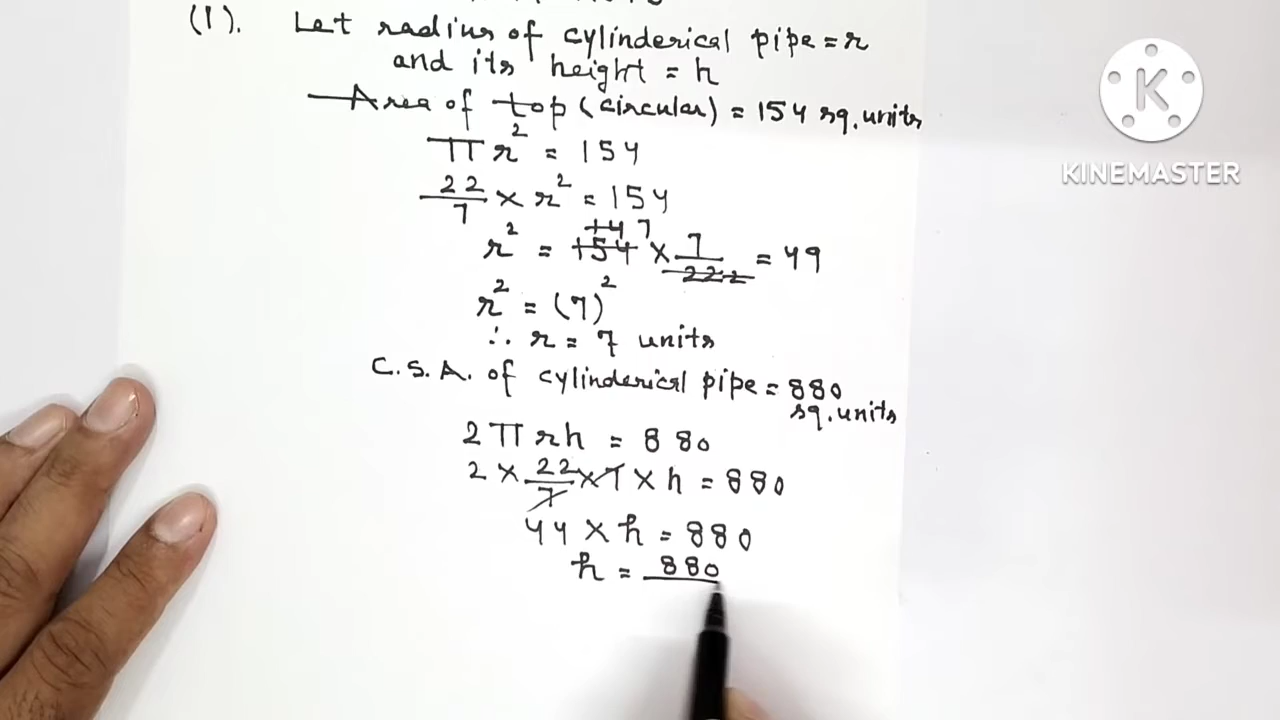 (1). Let radius of cylinderical pipe = r
and its height = h
Area of top (circular) = 154 sq. units
πr² = 154
22/7 × r² = 154
r² = 154 × 7/22 = 49
r² = (7)²
∴ r = 7 units
C.S.A. of cylinderical pipe = 880
sq. units
2πrh = 880
2 × 22/7 × 7 × h = 880
44 × h = 880
h = 880
K
KINEMASTER